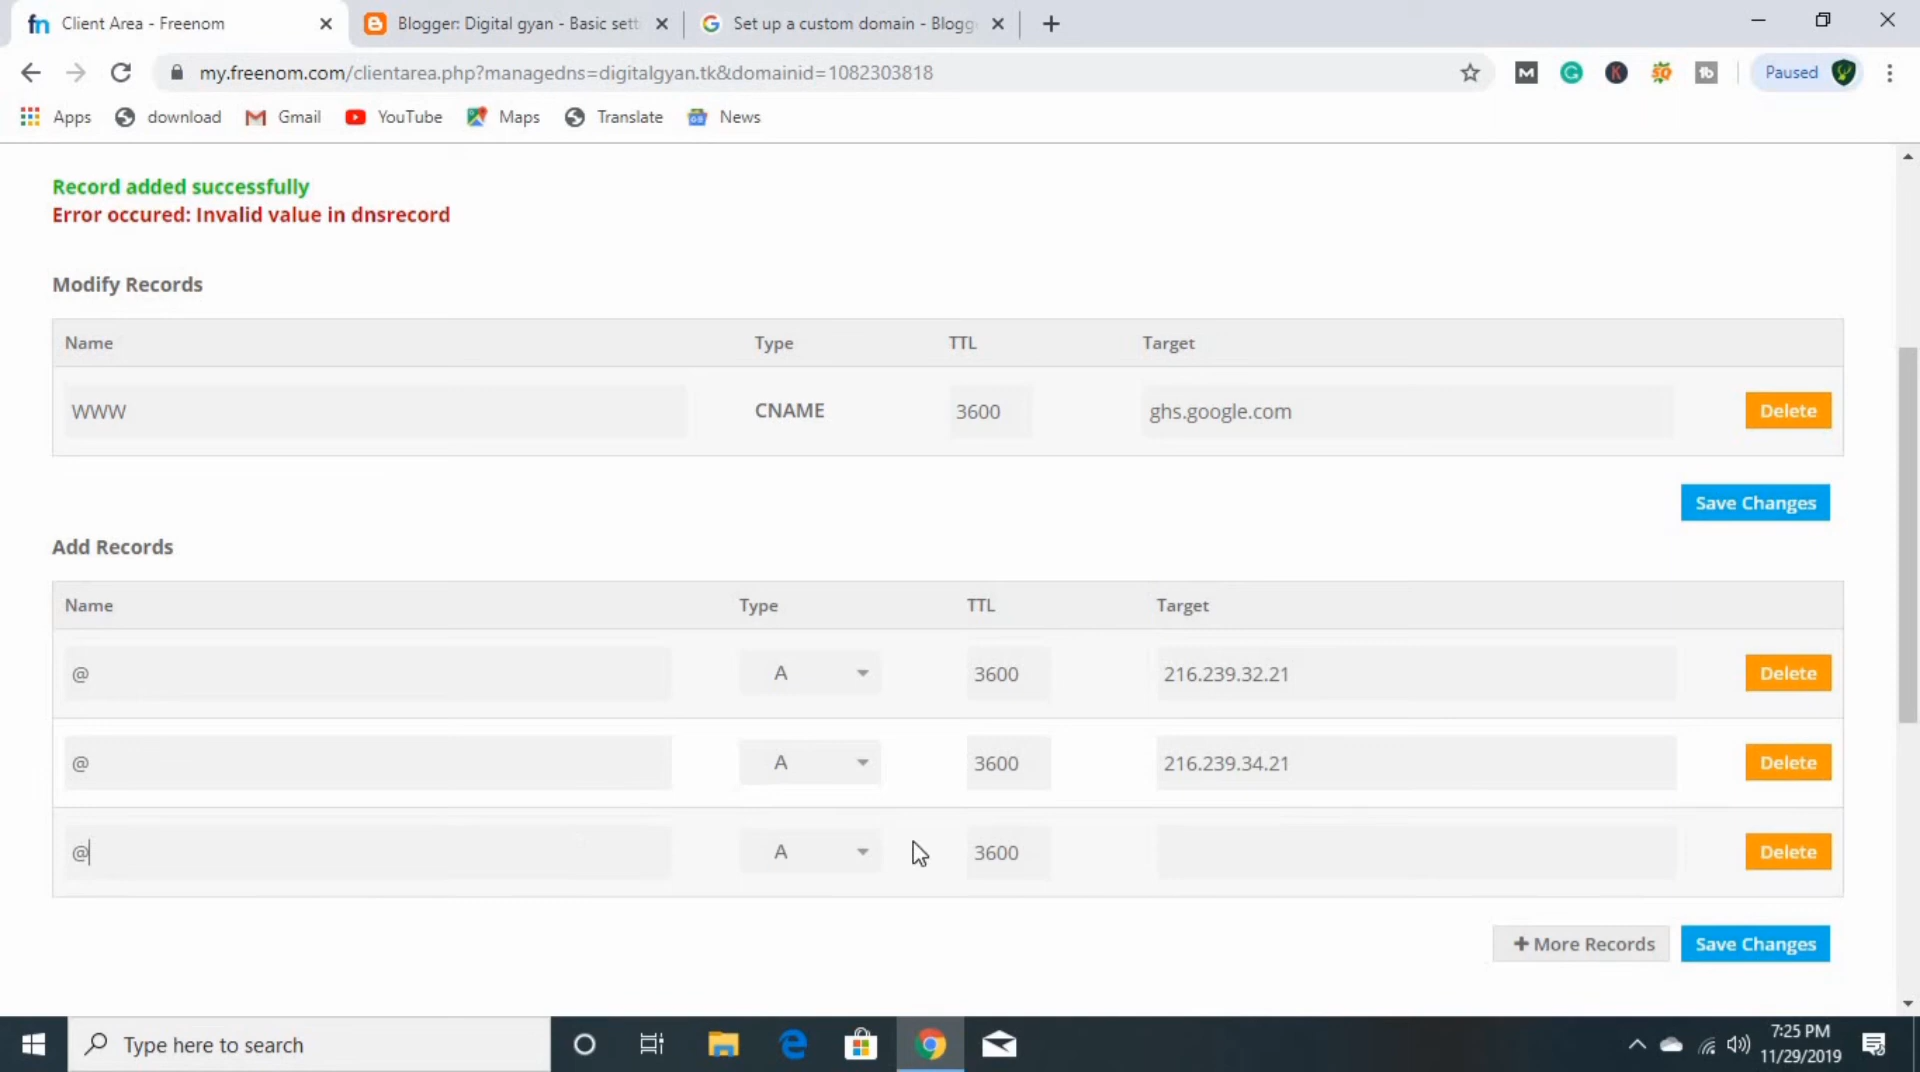 Client Area - Freenom
Blogger: Digital gyan - Basic sett
Set up a custom domain - Blogg
my.freenom.com/clientarea.php?managedns=digitalgyan.tk&domainid=1082303818
Paused
Apps
download
Gmail
YouTube
Maps
Translate
News
Record added successfully
Error occured: Invalid value in dnsrecord
Modify Records
Name Type TTL Target
WWW CNAME 3600 ghs.google.com Delete
Save Changes
Add Records
Name Type TTL Target
@ A 3600 216.239.32.21 Delete
@ A 3600 216.239.34.21 Delete
@ A 3600 Delete
+ More Records Save Changes
Type here to search
7:25 PM
11/29/2019